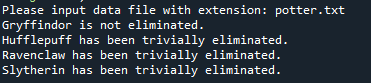 Please input data file with extension: potter.txt
Gryffindor is not eliminated.
Hufflepuff has been trivially eliminated.
Ravenclaw has been trivially eliminated.
Slytherin has been trivially eliminated.